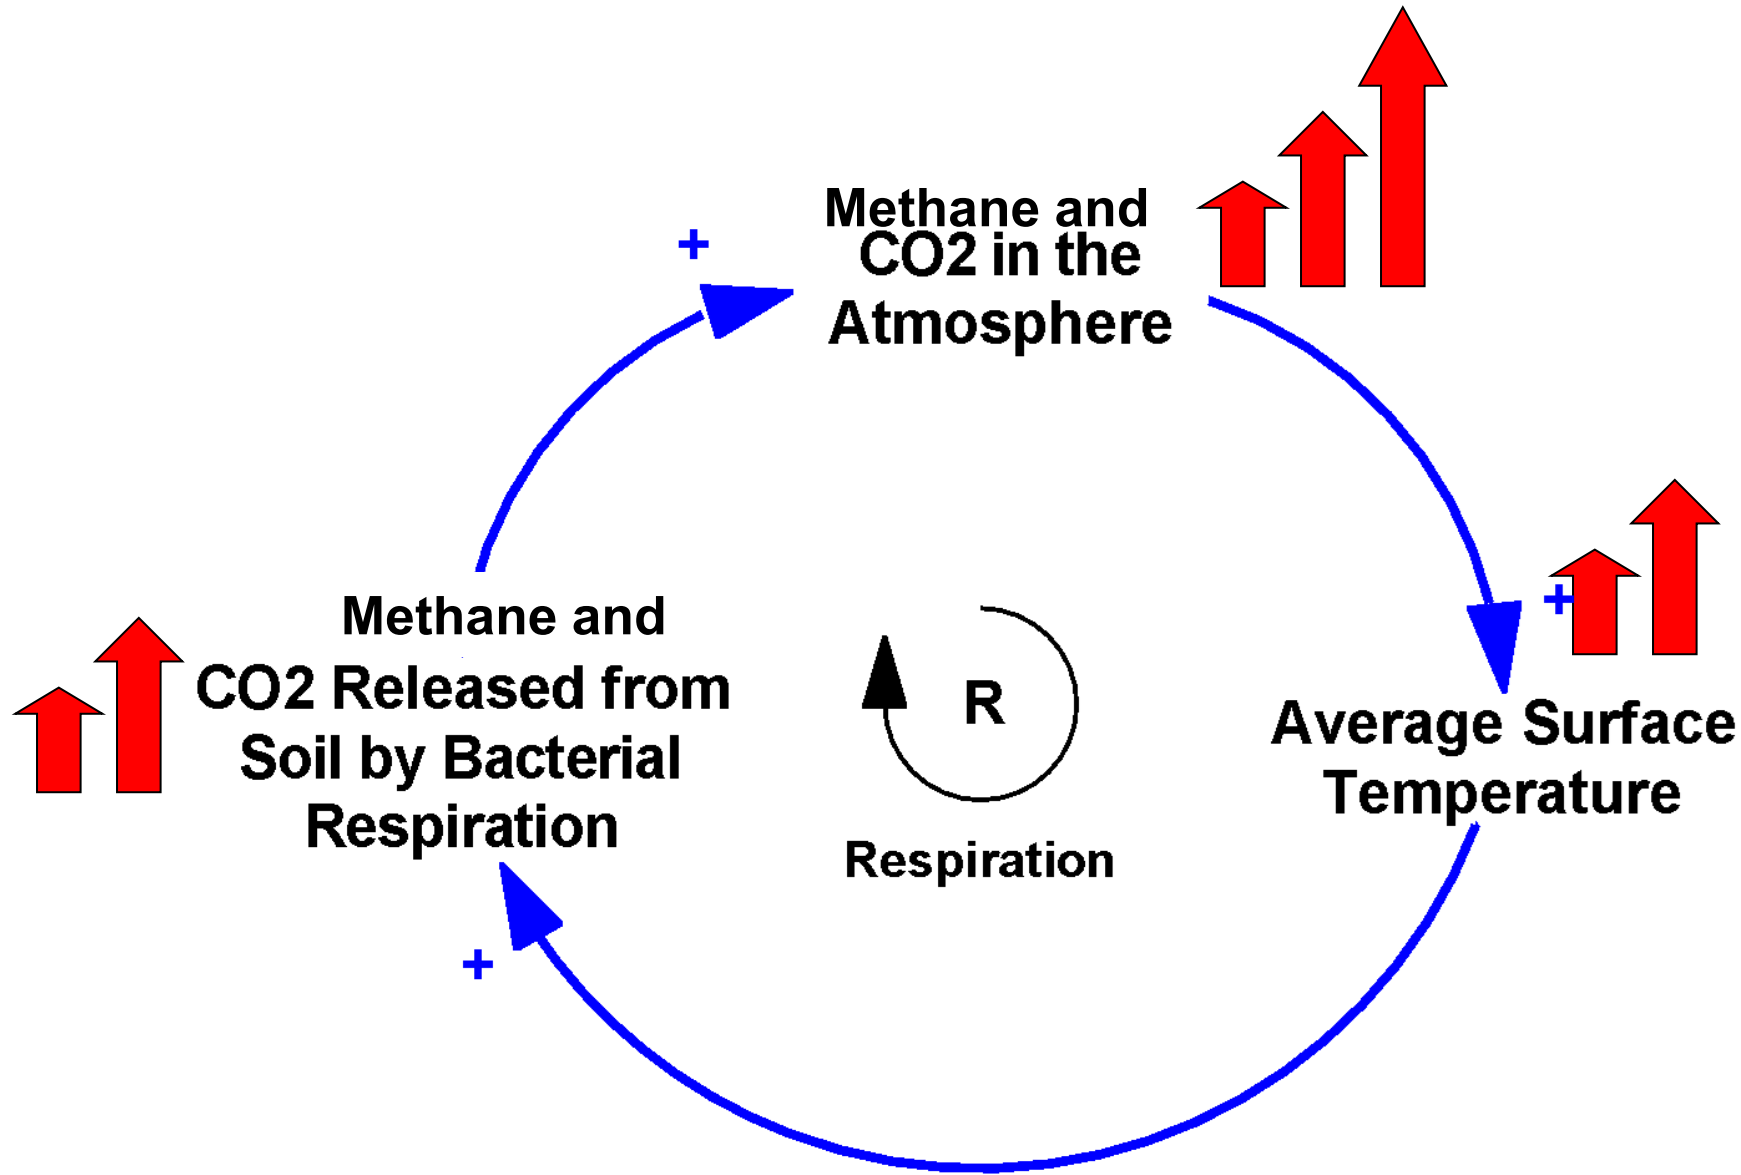 Methane and
CO2 in the
Atmosphere
+
+
Average Surface
Temperature
Methane and
CO2 Released from
Soil by Bacterial
Respiration
+
R
Respiration